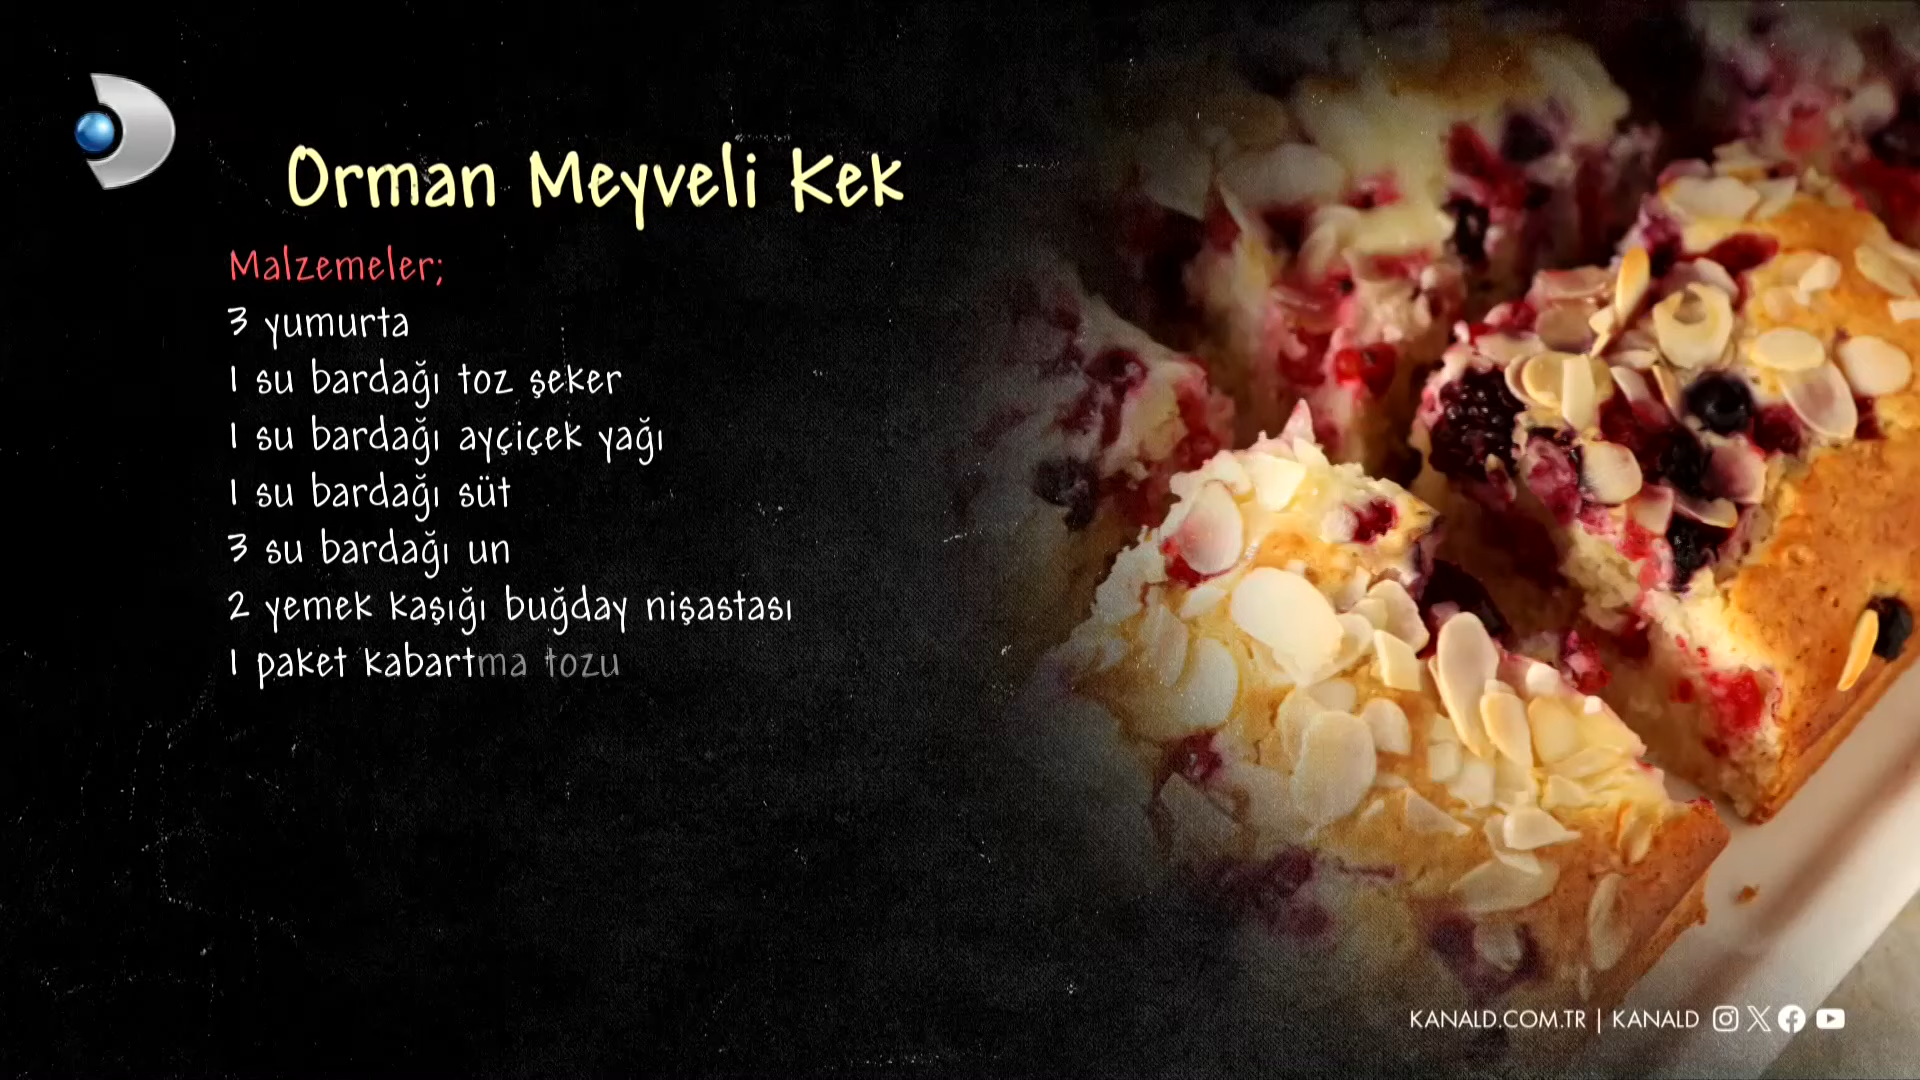 Orman Meyveli Kek
Malzemeler;
3 yumurta
1 su bardağı toz şeker
1 su bardağı ayçiçek yağı
1 su bardağı süt
3 su bardağı un
2 yemek kaşığı buğday nişastası
1 paket kabartma tozu
KANALD.COM.TR | KANALD